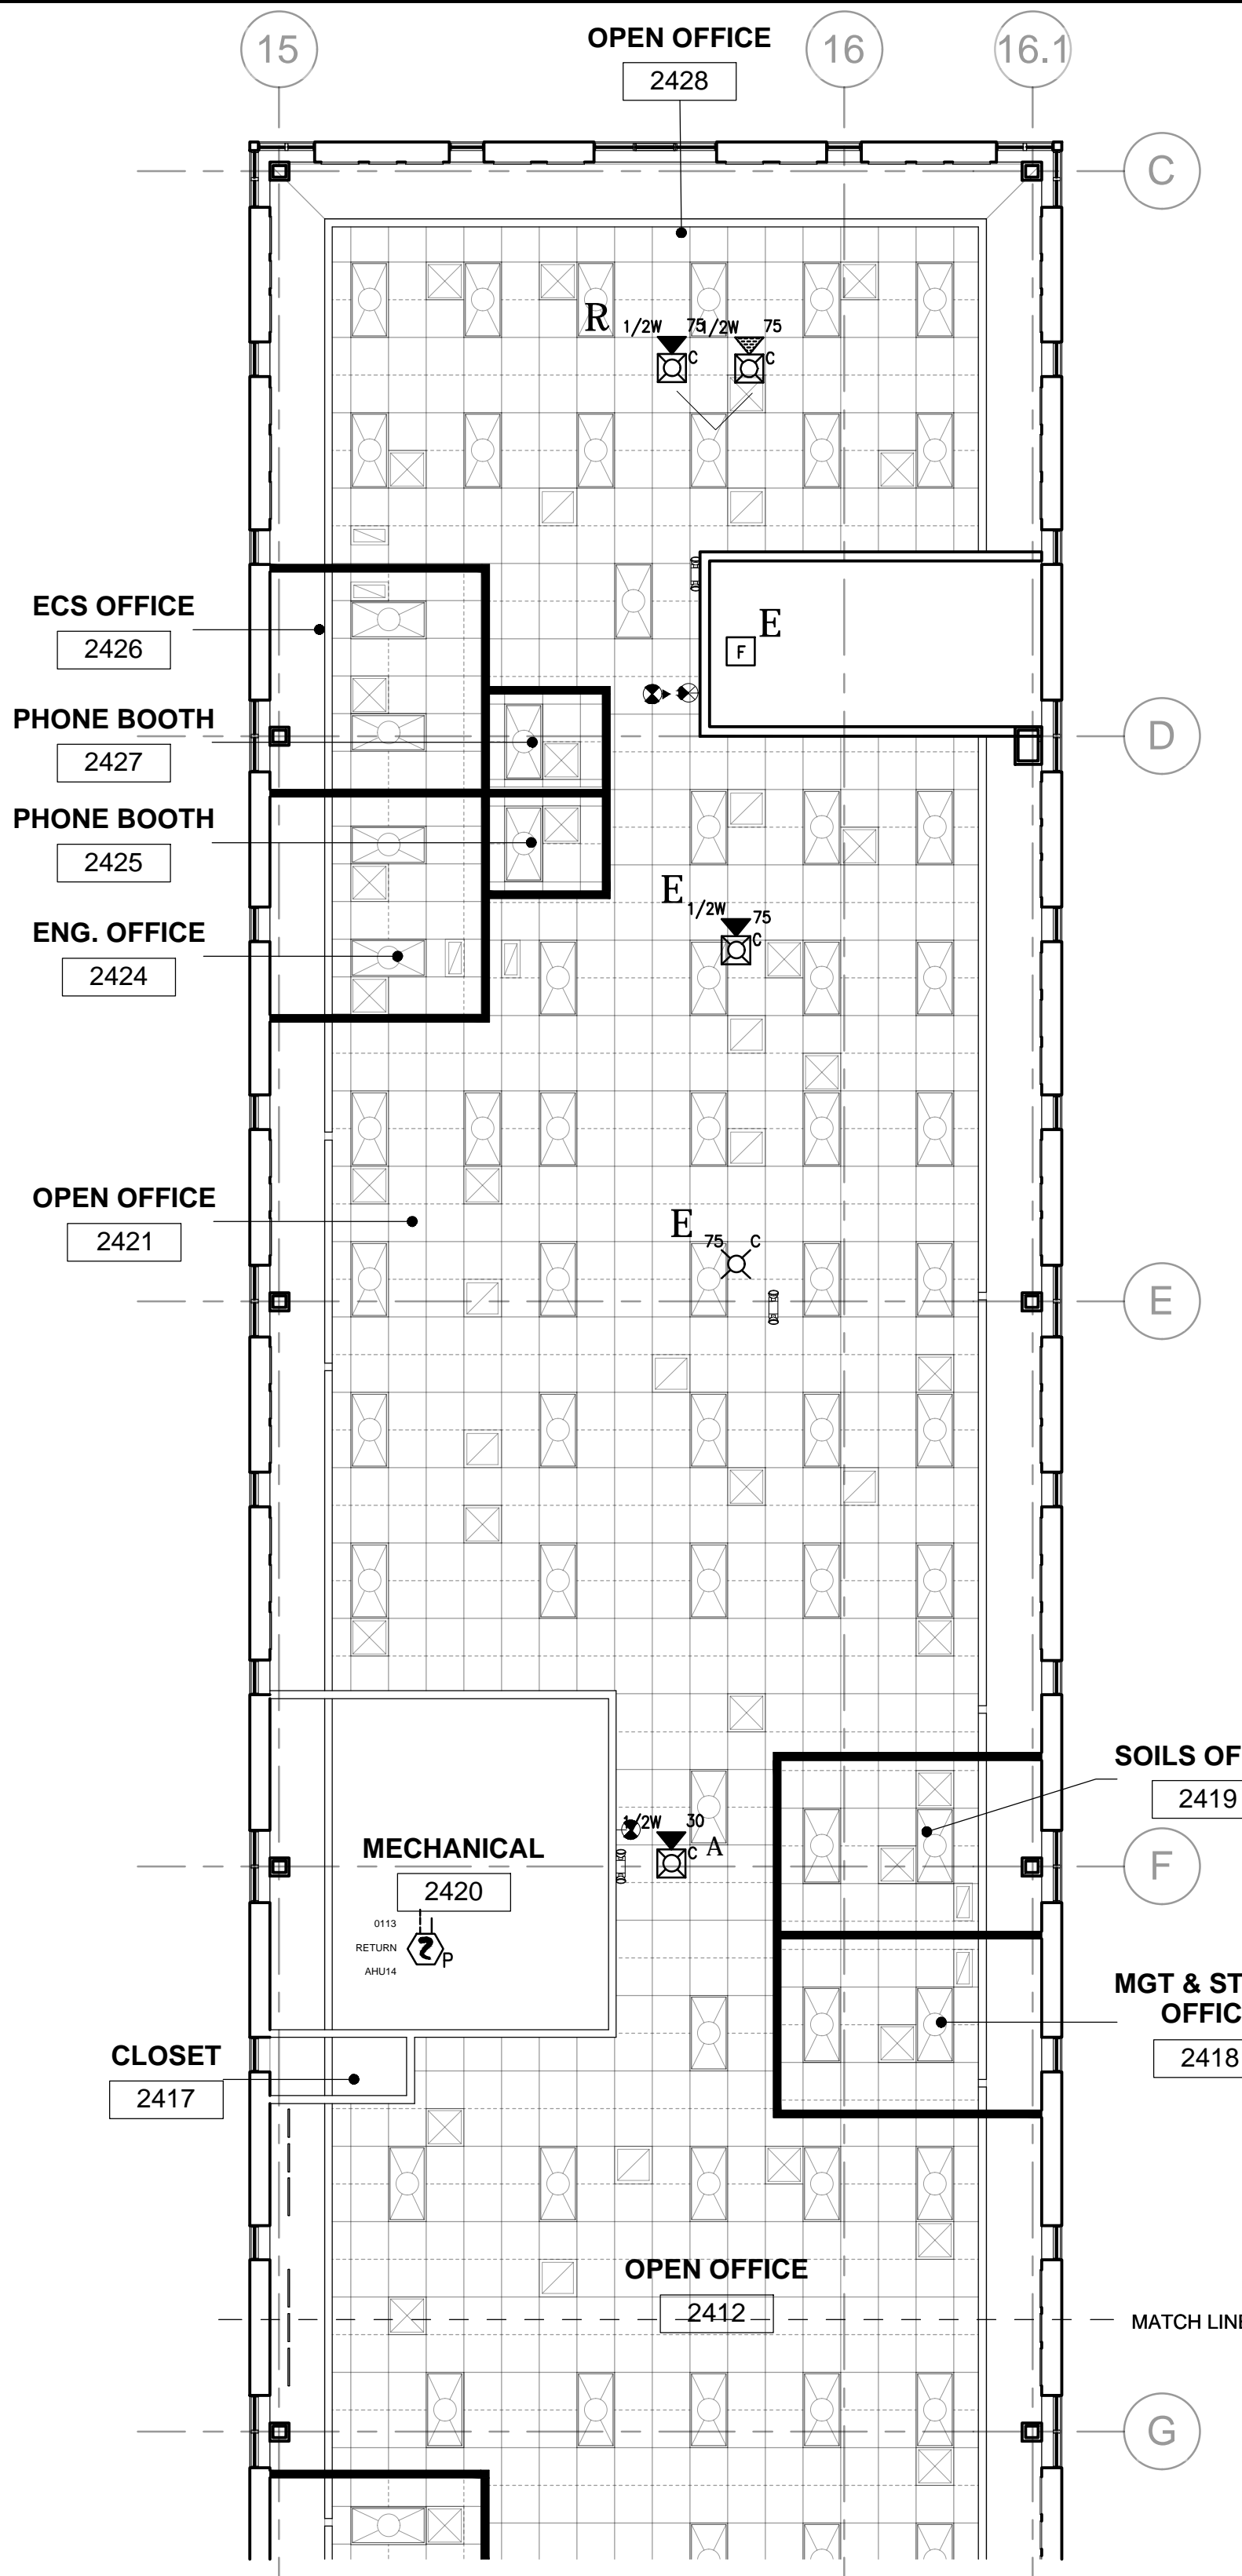 15
OPEN OFFICE
2428
16
16.1
C
R
1/2W
75
1/2W
75
C
C
ECS OFFICE
2426
E
F
PHONE BOOTH
2427
D
PHONE BOOTH
2425
E
1/2W
75
C
ENG. OFFICE
2424
OPEN OFFICE
2421
E
75
C
E
SOILS OF
2419
1/2W
30
C
A
MECHANICAL
2420
F
0113
RETURN
AHU14
2
P
MGT & ST
OFFIC
2418
CLOSET
2417
OPEN OFFICE
2412
MATCH LINE
G